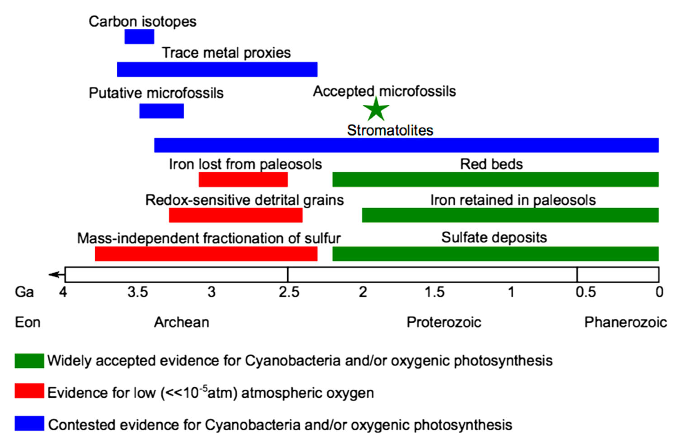 Carbon isotopes
Trace metal proxies
Putative microfossils
Accepted microfossils
Stromatolites
Iron lost from paleosols
Red beds
Redox-sensitive detrital grains
Iron retained in paleosols
Mass-independent fractionation of sulfur
Sulfate deposits
Ga 4 3.5 3 2.5 2 1.5 1 0.5 0
Eon Archean Proterozoic Phanerozoic
Widely accepted evidence for Cyanobacteria and/or oxygenic photosynthesis
Evidence for low (<<10⁻⁵atm) atmospheric oxygen
Contested evidence for Cyanobacteria and/or oxygenic photosynthesis